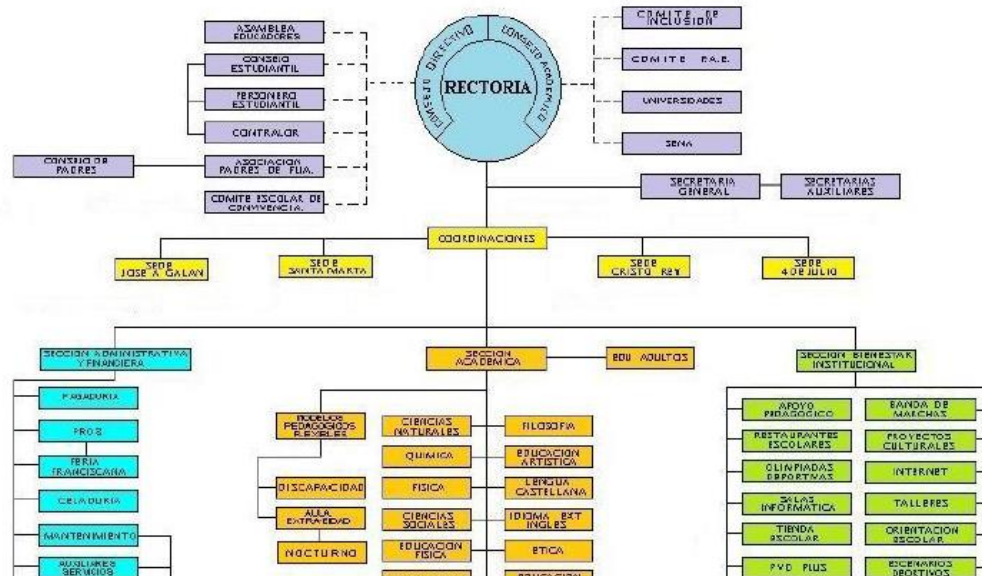 ASAMBLEA
EDUCADORES
CONSEJO
ESTUDIANTIL
PERSONERO
ESTUDIANTIL
CONTRALOR
CONSEJO DE
PADRES
ASOCIACION
PADRES DE FLIA.
COMITE ESCOLAR DE
CONVIVENCIA.
CONSEJO DIRECTIVO
CONSEJO ACADEMICO
RECTORIA
COMITE DE
INCLUSION
COMITE P.A.E.
UNIVERSIDADES
SENA
SECRETARIA
GENERAL
SECRETARIAS
AUXILIARES
COORDINACIONES
SEDE
JOSE A GALAN
SEDE
SANTA MARTA
SEDE
CRISTO REY
SEDE
4 DE JULIO
SECCION ADMINISTRATIVA
Y FINANCIERA
PAGADURIA
FERIA
FRANCISCANA
CELADURIA
MANTENIMIENTO
AUXILIARES
SERVICIOS
SECCION
ACADEMICA
EDU ADULTOS
MODELOS
PEDAGOGICOS
FLEXIBLES
DISCAPACIDAD
AULA
EXTRAEDAD
NOCTURNO
CIENCIAS
NATURALES
QUIMICA
FISICA
CIENCIAS
SOCIALES
EDUCACION
FISICA
FILOSOFIA
EDUCACION
ARTISTICA
LENGUA
CASTELLANA
IDIOMA EXT
INGLES
ETICA
EDUCACION
SECCION BIENESTAR
INSTITUCIONAL
APOYO
PEDAGOGICO
RESTAURANTES
ESCOLARES
OLIMPIADAS
DEPORTIVAS
SALAS
INFORMATICA
TIENDA
ESCOLAR
PVD PLUS
BANDA DE
MARCHAS
PROYECTOS
CULTURALES
INTERNET
TALLERES
ORIENTACION
ESCOLAR
ESCENARIOS
DEPORTIVOS